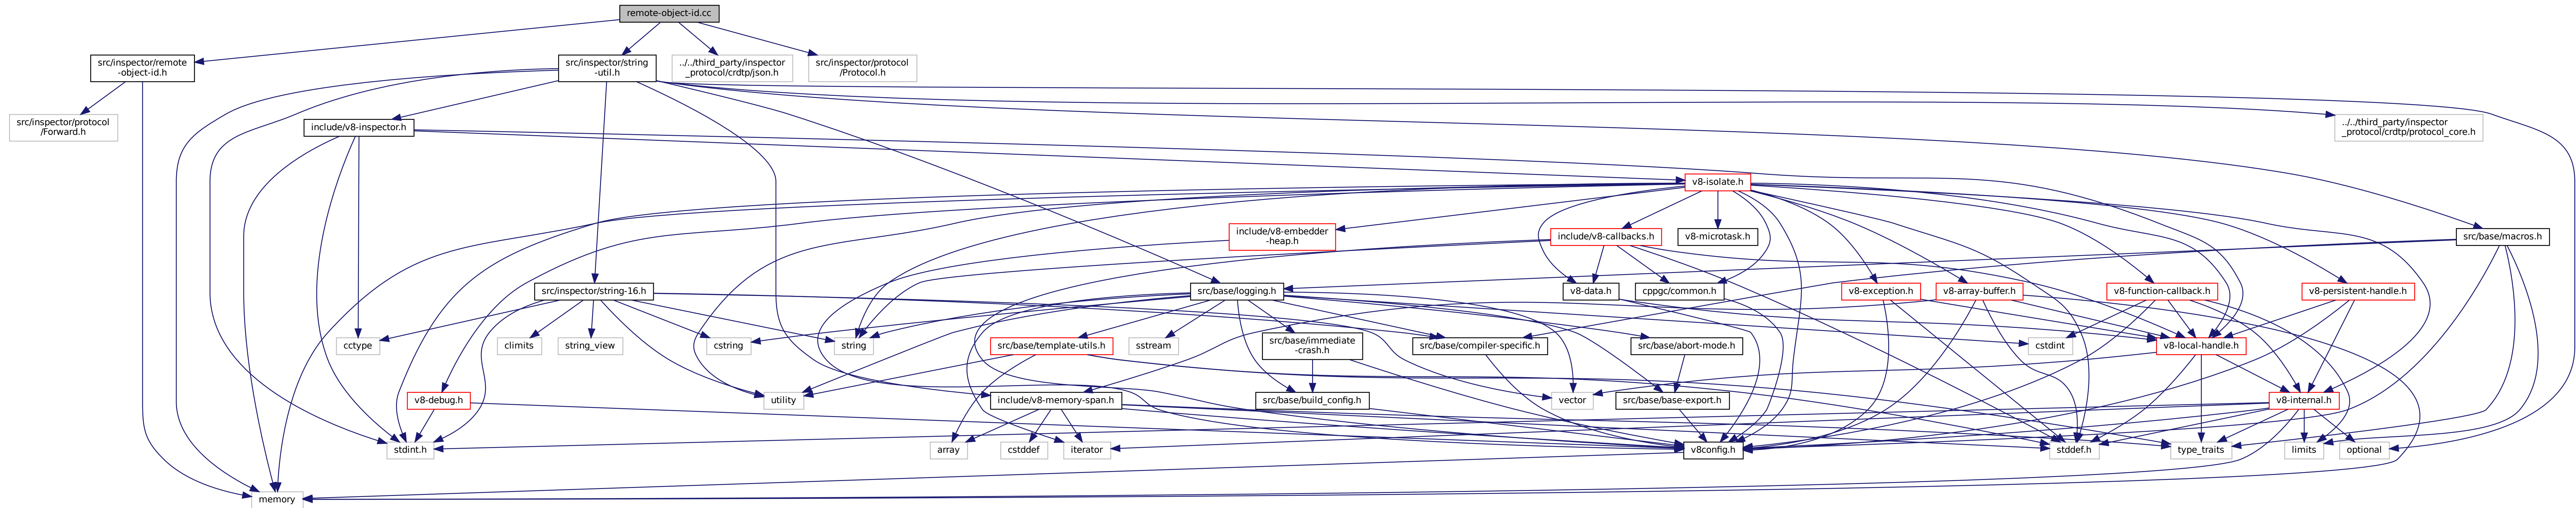 remote-object-id.cc
src/inspector/remote
-object-id.h
src/inspector/string
-util.h
../../third_party/inspector
_protocol/crdtp/json.h
src/inspector/protocol
/Protocol.h
src/inspector/protocol
/Forward.h
include/v8-inspector.h
../../third_party/inspector
_protocol/crdtp/protocol_core.h
v8-isolate.h
include/v8-embedder
-heap.h
include/v8-callbacks.h
v8-microtask.h
src/base/macros.h
src/inspector/string-16.h
src/base/logging.h
v8-data.h
cppgc/common.h
v8-exception.h
v8-array-buffer.h
v8-function-callback.h
v8-persistent-handle.h
cctype
climits
string_view
cstring
string
src/base/template-utils.h
sstream
src/base/immediate
-crash.h
src/base/compiler-specific.h
src/base/abort-mode.h
cstdint
v8-local-handle.h
v8-debug.h
utility
include/v8-memory-span.h
src/base/build_config.h
vector
src/base/base-export.h
v8-internal.h
stdint.h
array
cstddef
iterator
v8config.h
stddef.h
type_traits
limits
optional
memory